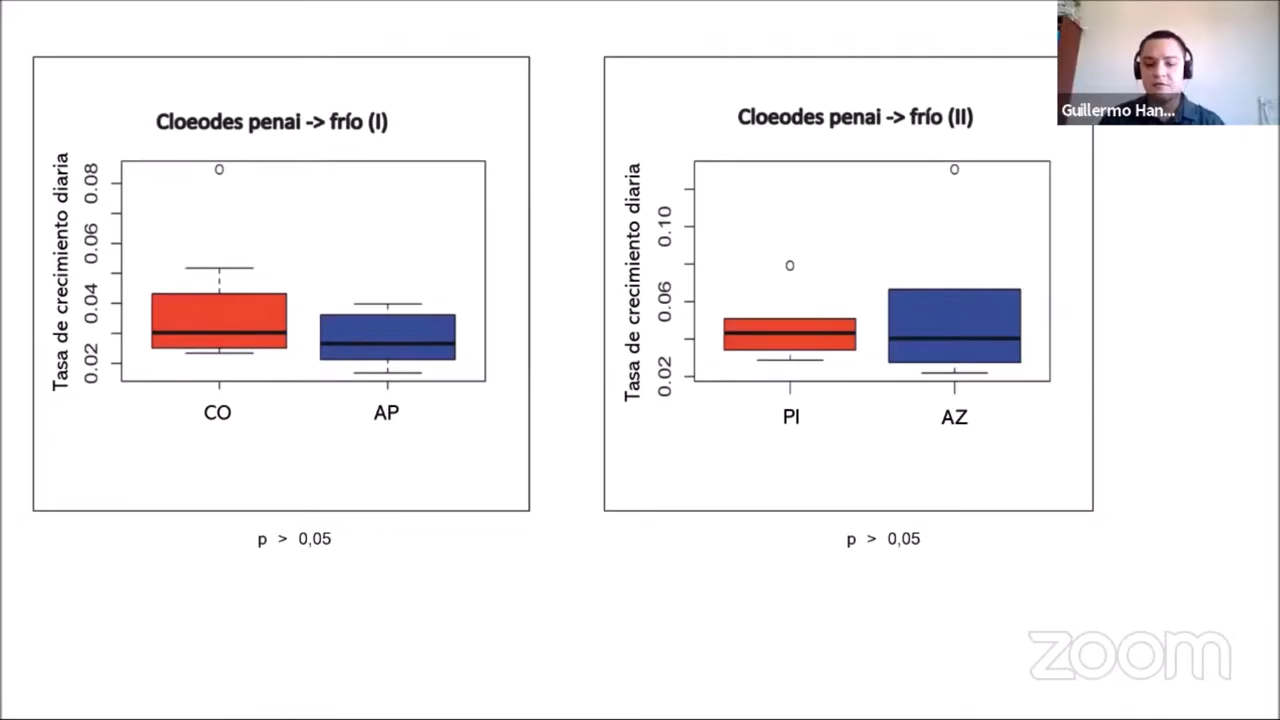 Cloeodes penai -> frío (I)
Tasa de crecimiento diaria
0.08
0.06
0.04
0.02
CO
AP
p > 0,05
Cloeodes penai -> frío (II)
Tasa de crecimiento diaria
0.10
0.06
0.02
PI
AZ
p > 0,05
Guillermo Han...
zoom